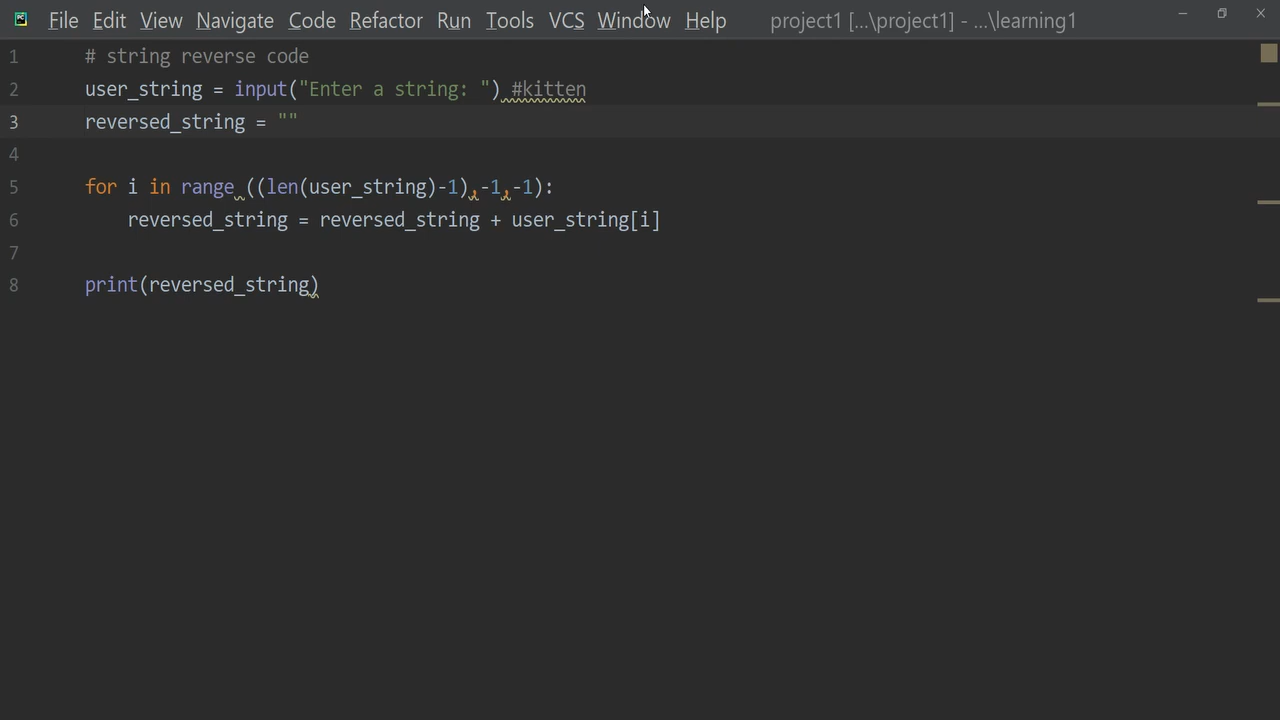 PC File Edit View Navigate Code Refactor Run Tools VCS Window Help project1 [...\project1] - ...\learning1
1 # string reverse code
2 user_string = input("Enter a string: ") #kitten
3 reversed_string = ""
4
5 for i in range ((len(user_string)-1),-1,-1):
6 reversed_string = reversed_string + user_string[i]
7
8 print(reversed_string)